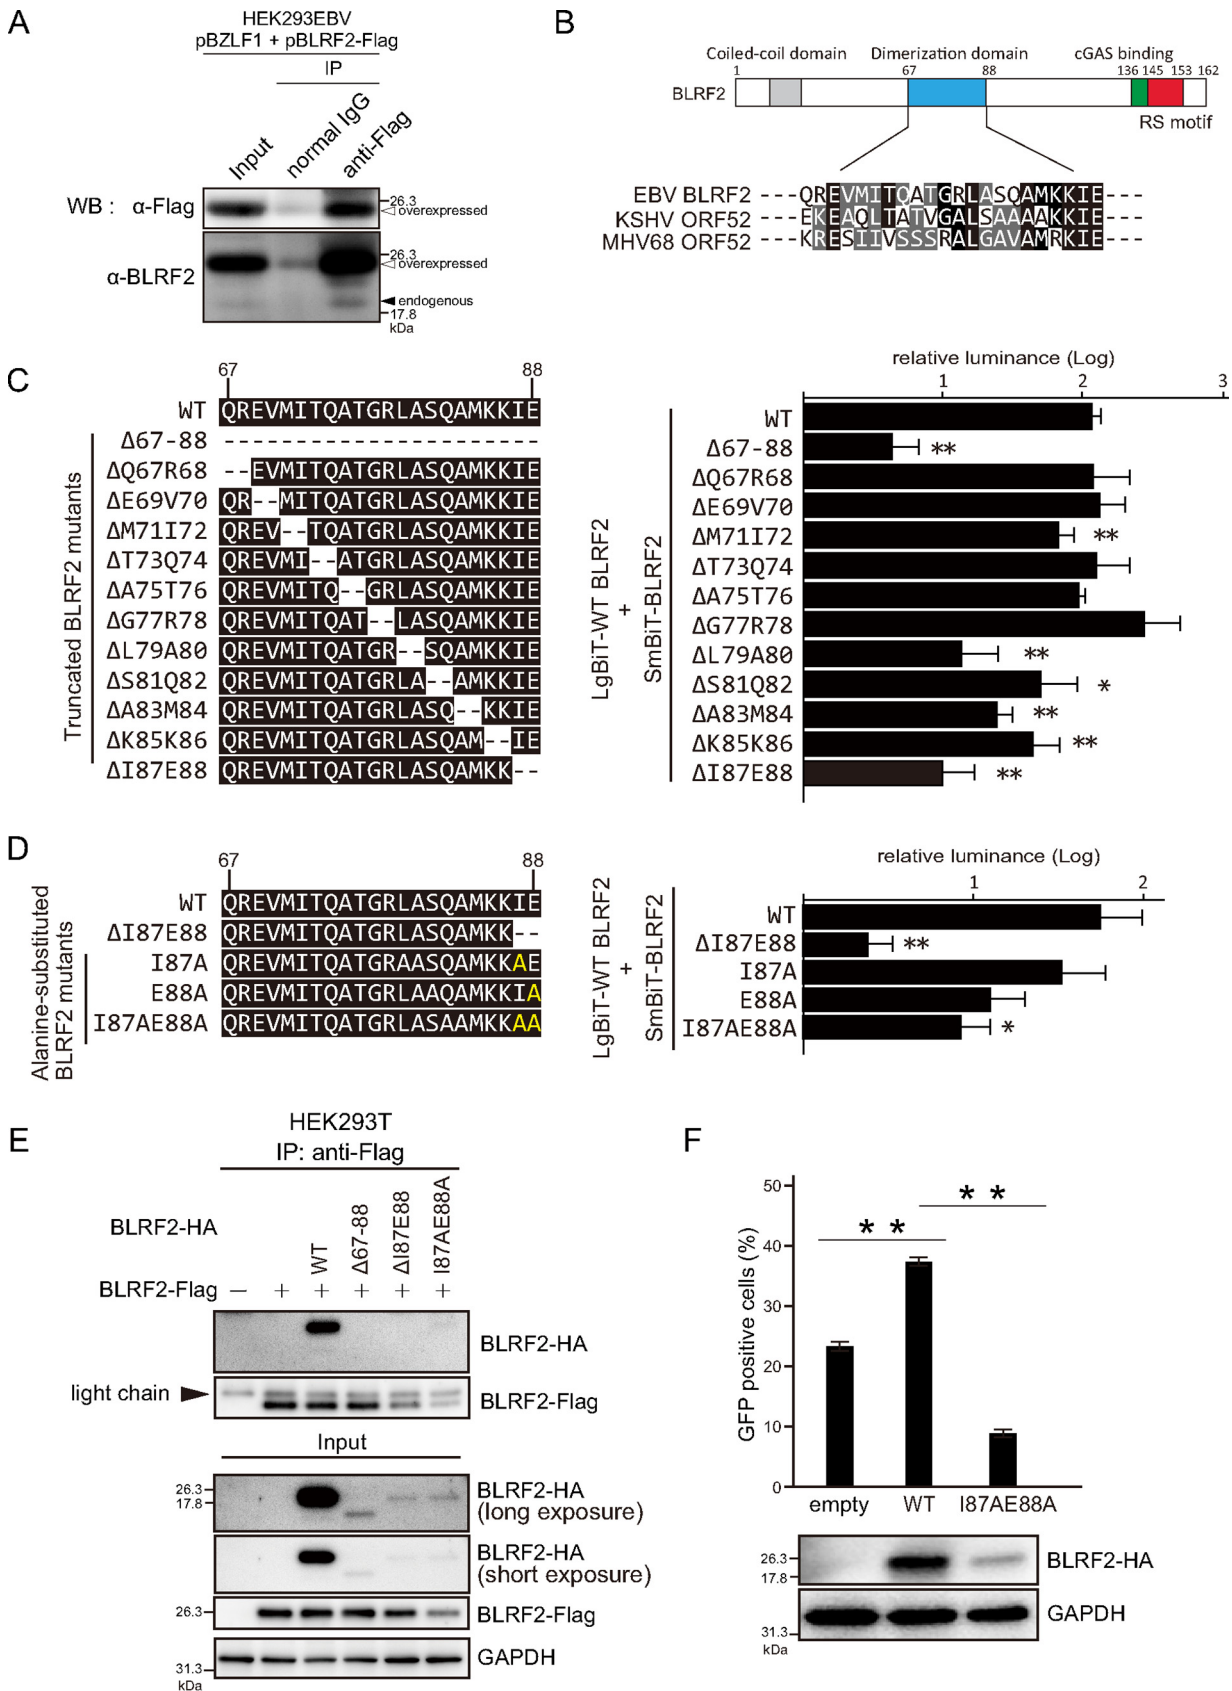 A
HEK293EBV
pBZLF1 + pBLRF2-Flag
IP
Input
normal IgG
anti-Flag
WB : α-Flag
26.3
overexpressed
α-BLRF2
26.3
overexpressed
endogenous
17.8
kDa
B
Coiled-coil domain Dimerization domain cGAS binding
1 67 88 136 145 153 162
BLRF2
RS motif
EBV BLRF2 ---QREVMITQATGRLASQAMKKIE---
KSHV ORF52 ---EKEAQLTATVGALSAAAAKKIE---
MHV68 ORF52 ---KRESIIVSSSRALGAVAMRKIE---
C
67 88
WT QREVMITQATGRLASQAMKKIE
Truncated BLRF2 mutants
Δ67-88 ----------------------
ΔQ67R68 --EVMITQATGRLASQAMKKIE
ΔE69V70 QR--MITQATGRLASQAMKKIE
ΔM71I72 QREV--TQATGRLASQAMKKIE
ΔT73Q74 QREVMI--ATGRLASQAMKKIE
ΔA75T76 QREVMITQ--GRLASQAMKKIE
ΔG77R78 QREVMITQAT--LASQAMKKIE
ΔL79A80 QREVMITQATGR--SQAMKKIE
ΔS81Q82 QREVMITQATGRLA--AMKKIE
ΔA83M84 QREVMITQATGRLASQ--KKIE
ΔK85K86 QREVMITQATGRLASQAM--IE
ΔI87E88 QREVMITQATGRLASQAMKK--
relative luminance (Log)
1 2 3
LgBiT-WT BLRF2
+
SmBiT-BLRF2
WT
Δ67-88 **
ΔQ67R68
ΔE69V70
ΔM71I72 **
ΔT73Q74
ΔA75T76
ΔG77R78
ΔL79A80 **
ΔS81Q82 *
ΔA83M84 **
ΔK85K86 **
ΔI87E88 **
D
67 88
WT QREVMITQATGRLASQAMKKIE
ΔI87E88 QREVMITQATGRLASQAMKK--
Alanine-substituted
BLRF2 mutants
I87A QREVMITQATGRAASQAMKKAE
E88A QREVMITQATGRLAAQAMKKIA
I87AE88A QREVMITQATGRLASAAMKKAA
relative luminance (Log)
1 2
LgBiT-WT BLRF2
+
SmBiT-BLRF2
WT
ΔI87E88 **
I87A
E88A
I87AE88A *
E
HEK293T
IP: anti-Flag
BLRF2-HA
WT
Δ67-88
ΔI87E88
I87AE88A
BLRF2-Flag − + + + + +
BLRF2-HA
light chain
BLRF2-Flag
Input
26.3
17.8
BLRF2-HA
(long exposure)
BLRF2-HA
(short exposure)
26.3
BLRF2-Flag
GAPDH
31.3
kDa
F
GFP positive cells (%)
50
40
30
20
10
0
* *
* *
empty WT I87AE88A
26.3
17.8
BLRF2-HA
GAPDH
31.3
kDa